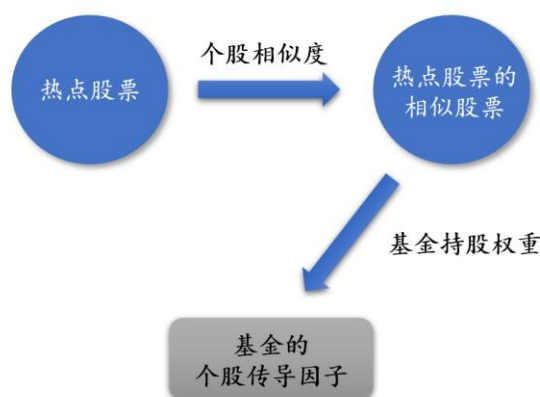 热点股票
个股相似度
热点股票的
相似股票
基金持股权重
基金的
个股传导因子